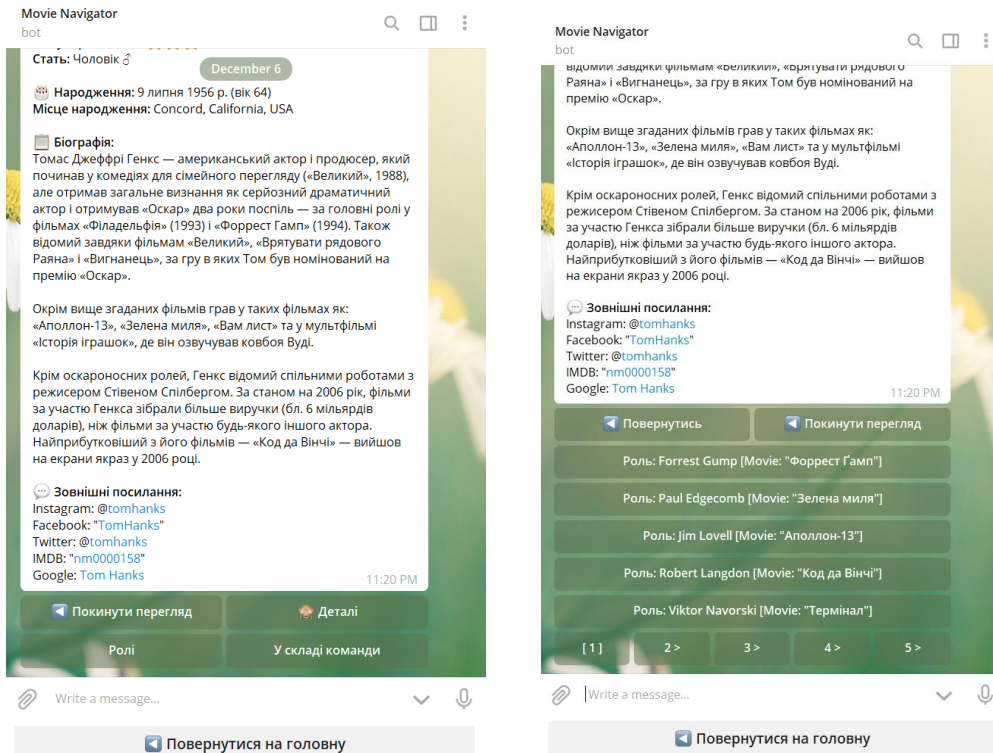 Movie Navigator
bot
Стать: Чоловік ♂
December 6
🎂 Народження: 9 липня 1956 р. (вік 64)
Місце народження: Concord, California, USA
📋 Біографія:
Томас Джеффрі Генкс — американський актор і продюсер, який
починав у комедіях для сімейного перегляду («Великий», 1988),
але отримав загальне визнання як серйозний драматичний
актор і отримував «Оскар» два роки поспіль — за головні ролі у
фільмах «Філадельфія» (1993) і «Форрест Гамп» (1994). Також
відомий завдяки фільмам «Великий», «Врятувати рядового
Раяна» і «Вигнанець», за гру в яких Том був номінований на
премію «Оскар».
Окрім вище згаданих фільмів грав у таких фільмах як:
«Аполлон-13», «Зелена миля», «Вам лист» та у мультфільмі
«Історія іграшок», де він озвучував ковбоя Вуді.
Крім оскароносних ролей, Генкс відомий спільними роботами з
режисером Стівеном Спілбергом. За станом на 2006 рік, фільми
за участю Генкса зібрали більше виручки (бл. 6 мільярдів
доларів), ніж фільми за участю будь-якого іншого актора.
Найприбутковіший з його фільмів — «Код да Вінчі» — вийшов
на екрани якраз у 2006 році.
💬 Зовнішні посилання:
Instagram: @tomhanks
Facebook: "TomHanks"
Twitter: @tomhanks
IMDB: "nm0000158"
Google: Tom Hanks
11:20 PM
◀ Покинути перегляд
🙈 Деталі
Ролі
У складі команди
Write a message...
◀ Повернутися на головну
Movie Navigator
bot
відомий завдяки фільмам «Великий», «Врятувати рядового
Раяна» і «Вигнанець», за гру в яких Том був номінований на
премію «Оскар».
Окрім вище згаданих фільмів грав у таких фільмах як:
«Аполлон-13», «Зелена миля», «Вам лист» та у мультфільмі
«Історія іграшок», де він озвучував ковбоя Вуді.
Крім оскароносних ролей, Генкс відомий спільними роботами з
режисером Стівеном Спілбергом. За станом на 2006 рік, фільми
за участю Генкса зібрали більше виручки (бл. 6 мільярдів
доларів), ніж фільми за участю будь-якого іншого актора.
Найприбутковіший з його фільмів — «Код да Вінчі» — вийшов
на екрани якраз у 2006 році.
💬 Зовнішні посилання:
Instagram: @tomhanks
Facebook: "TomHanks"
Twitter: @tomhanks
IMDB: "nm0000158"
Google: Tom Hanks
11:20 PM
◀ Повернутись
◀ Покинути перегляд
Роль: Forrest Gump [Movie: "Форрест Ґамп"]
Роль: Paul Edgecomb [Movie: "Зелена миля"]
Роль: Jim Lovell [Movie: "Аполлон-13"]
Роль: Robert Langdon [Movie: "Код да Вінчі"]
Роль: Viktor Navorski [Movie: "Термінал"]
[ 1 ] 2 > 3 > 4 > 5 >
Write a message...
◀ Повернутися на головну